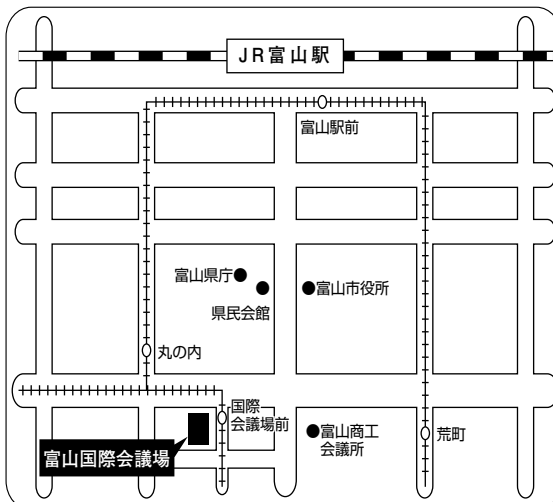 JR富山駅
富山駅前
富山県庁
県民会館
富山市役所
丸の内
国際
会議場前
富山商工
会議所
荒町
富山国際会議場